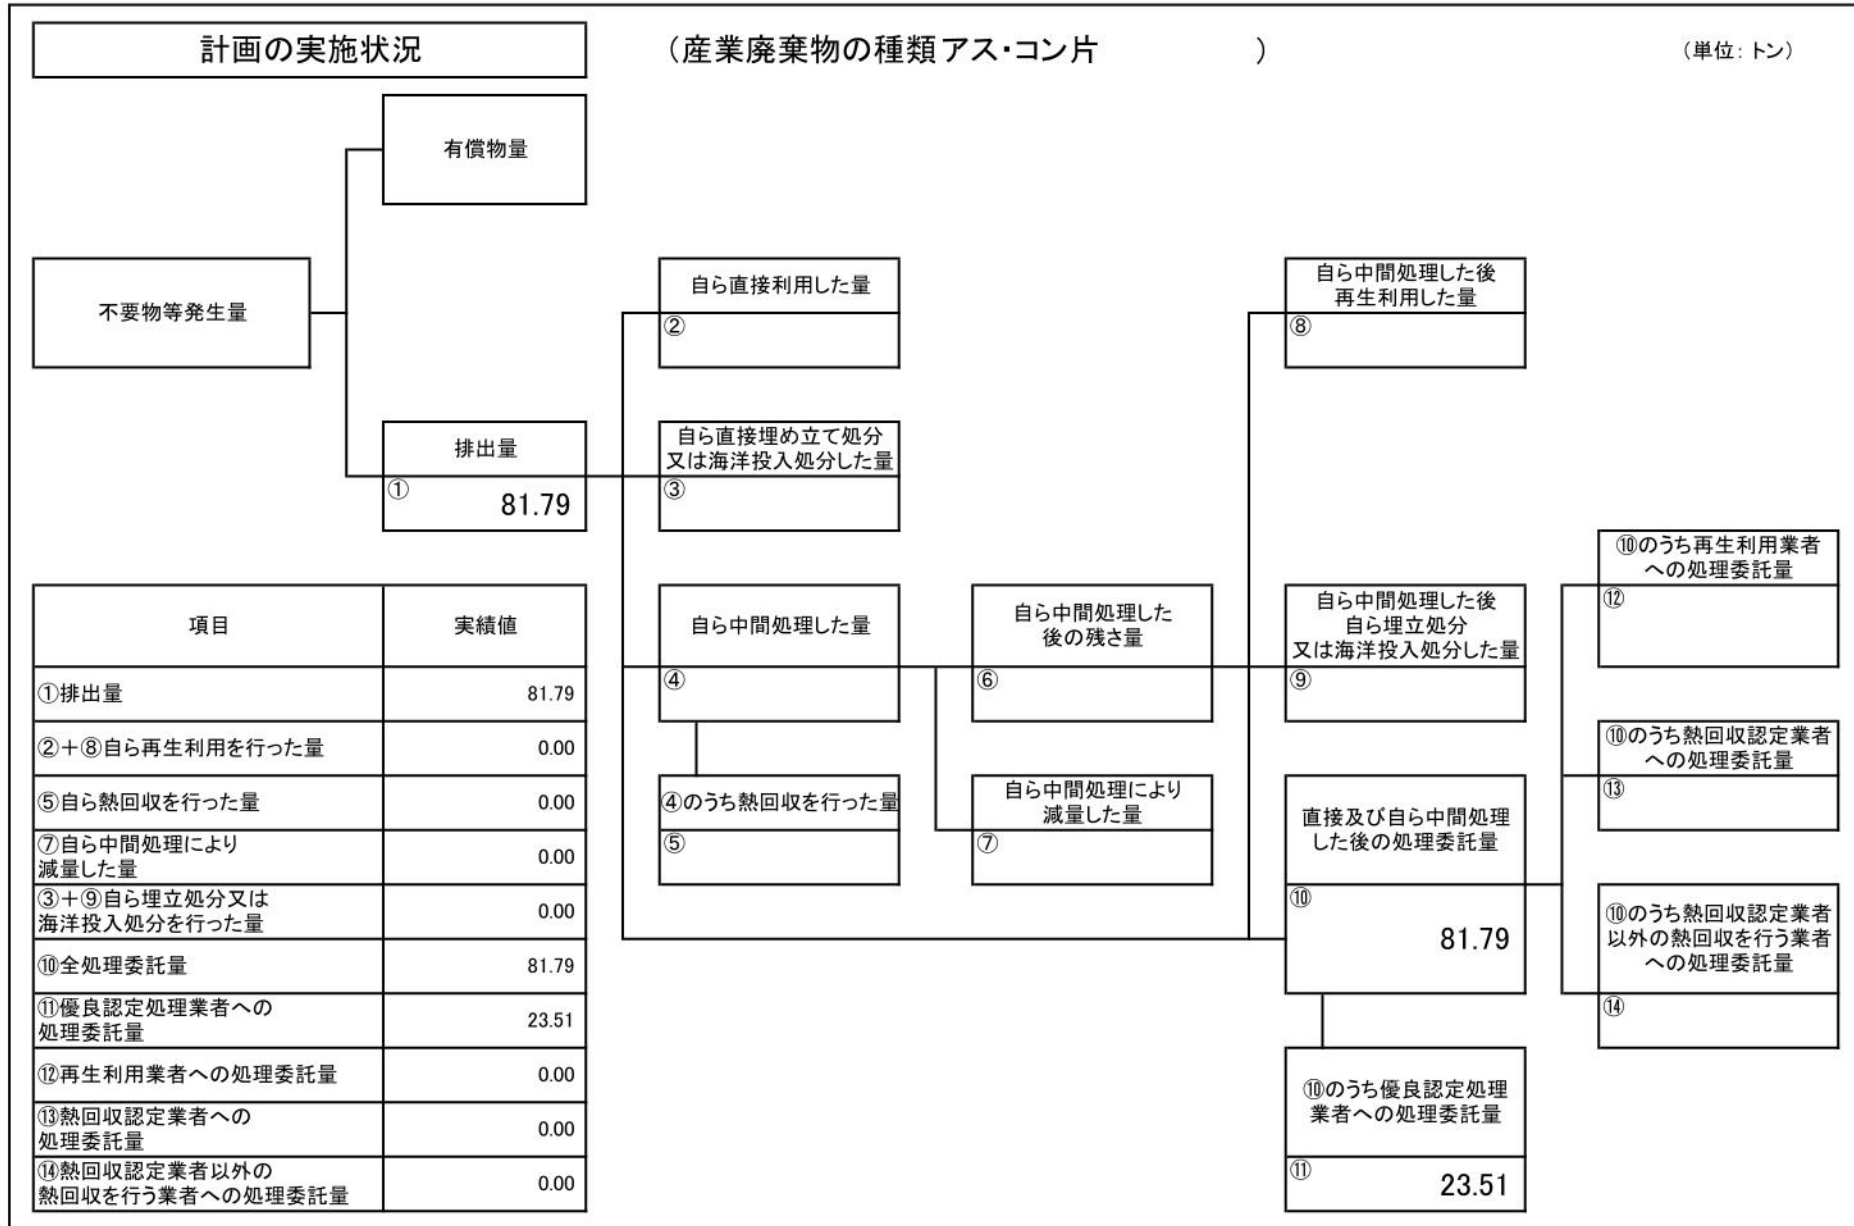 計画の実施状況
（産業廃棄物の種類アス・コン片　　　　　）
（単位：トン）
有償物量
不要物等発生量
自ら直接利用した量
②
自ら中間処理した後
再生利用した量
⑧
排出量
①
81.79
自ら直接埋め立て処分
又は海洋投入処分した量
③
⑩のうち再生利用業者
への処理委託量
⑫
自ら中間処理した量
④
自ら中間処理した
後の残さ量
⑥
自ら中間処理した後
自ら埋立処分
又は海洋投入処分した量
⑨
⑩のうち熱回収認定業者
への処理委託量
⑬
④のうち熱回収を行った量
⑤
自ら中間処理により
減量した量
⑦
直接及び自ら中間処理
した後の処理委託量
⑩
81.79
⑩のうち熱回収認定業者
以外の熱回収を行う業者
への処理委託量
⑭
⑩のうち優良認定処理
業者への処理委託量
⑪
23.51
項目 実績値
①排出量 81.79
②＋⑧自ら再生利用を行った量 0.00
⑤自ら熱回収を行った量 0.00
⑦自ら中間処理により
減量した量 0.00
③＋⑨自ら埋立処分又は
海洋投入処分を行った量 0.00
⑩全処理委託量 81.79
⑪優良認定処理業者への
処理委託量 23.51
⑫再生利用業者への処理委託量 0.00
⑬熱回収認定業者への
処理委託量 0.00
⑭熱回収認定業者以外の
熱回収を行う業者への処理委託量 0.00